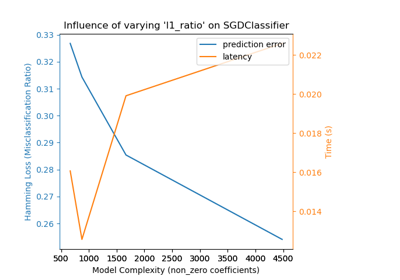 Influence of varying 'l1_ratio' on SGDClassifier
prediction error
latency
0.33
0.32
0.31
0.30
0.29
0.28
0.27
0.26
Hamming Loss (Misclassification Ratio)
0.022
0.020
0.018
0.016
0.014
Time (s)
500 1000 1500 2000 2500 3000 3500 4000 4500
Model Complexity (non_zero coefficients)